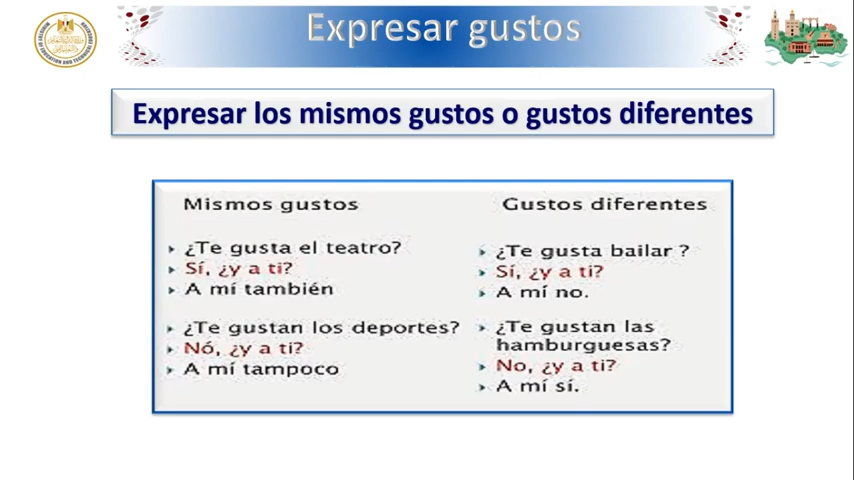 Expresar gustos
Expresar los mismos gustos o gustos diferentes
Mismos gustos
¿Te gusta el teatro?
Sí, ¿y a ti?
A mí también
¿Te gustan los deportes?
Nó, ¿y a ti?
A mí tampoco
Gustos diferentes
¿Te gusta bailar ?
Sí, ¿y a ti?
A mí no.
¿Te gustan las
hamburguesas?
No, ¿y a ti?
A mí sí.